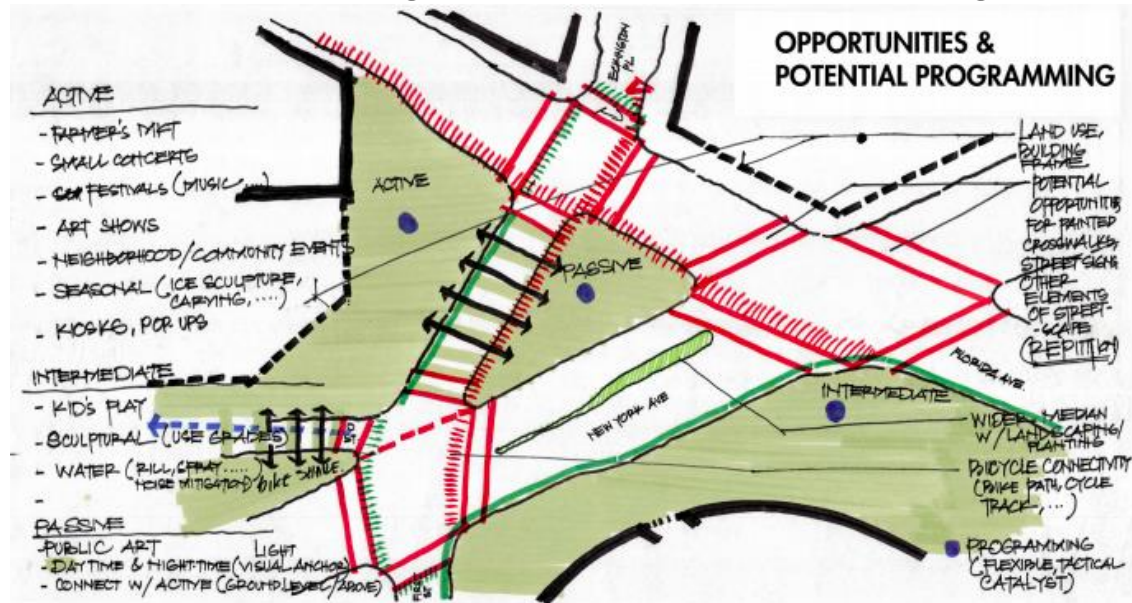 OPPORTUNITIES &
POTENTIAL PROGRAMMING
ACTIVE
- FARMER'S MKT
- SMALL CONCERTS
- FESTIVALS (MUSIC ....)
- ART SHOWS
- NEIGHBORHOOD/COMMUNITY EVENTS
- SEASONAL (ICE SCULPTURE,
CARVING, ....)
- KIOSKS, POP UPS
INTERMEDIATE
- KID'S PLAY
- SCULPTURAL (USE GRADES)
- WATER (RILL, SPRAY .....
NOISE MITIGATION)
-
PASSIVE
- PUBLIC ART
LIGHT
- DAYTIME & NIGHT-TIME (VISUAL ANCHOR)
- CONNECT W/ ACTIVE (GROUND LEVEL/ABOVE)
ECKINGTON
PL.
ACTIVE
PASSIVE
INTERMEDIATE
NEW YORK AVE
FLORIDA AVE.
bike
FIRST
ST
LAND USE,
BUILDING
FRAME
POTENTIAL
OPPORTUNITIES
FOR PAINTED
CROSSWALKS,
STREET SIGNS
OTHER
ELEMENTS
OF STREET-
-SCAPE
(REPITTION)
WIDER MEDIAN
W/ LANDSCAPING/
PLANTING
BICYCLE CONNECTIVITY
(BIKE PATH, CYCLE
TRACK, ...)
PROGRAMMING
(FLEXIBLE, TACTICAL
CATALYST)